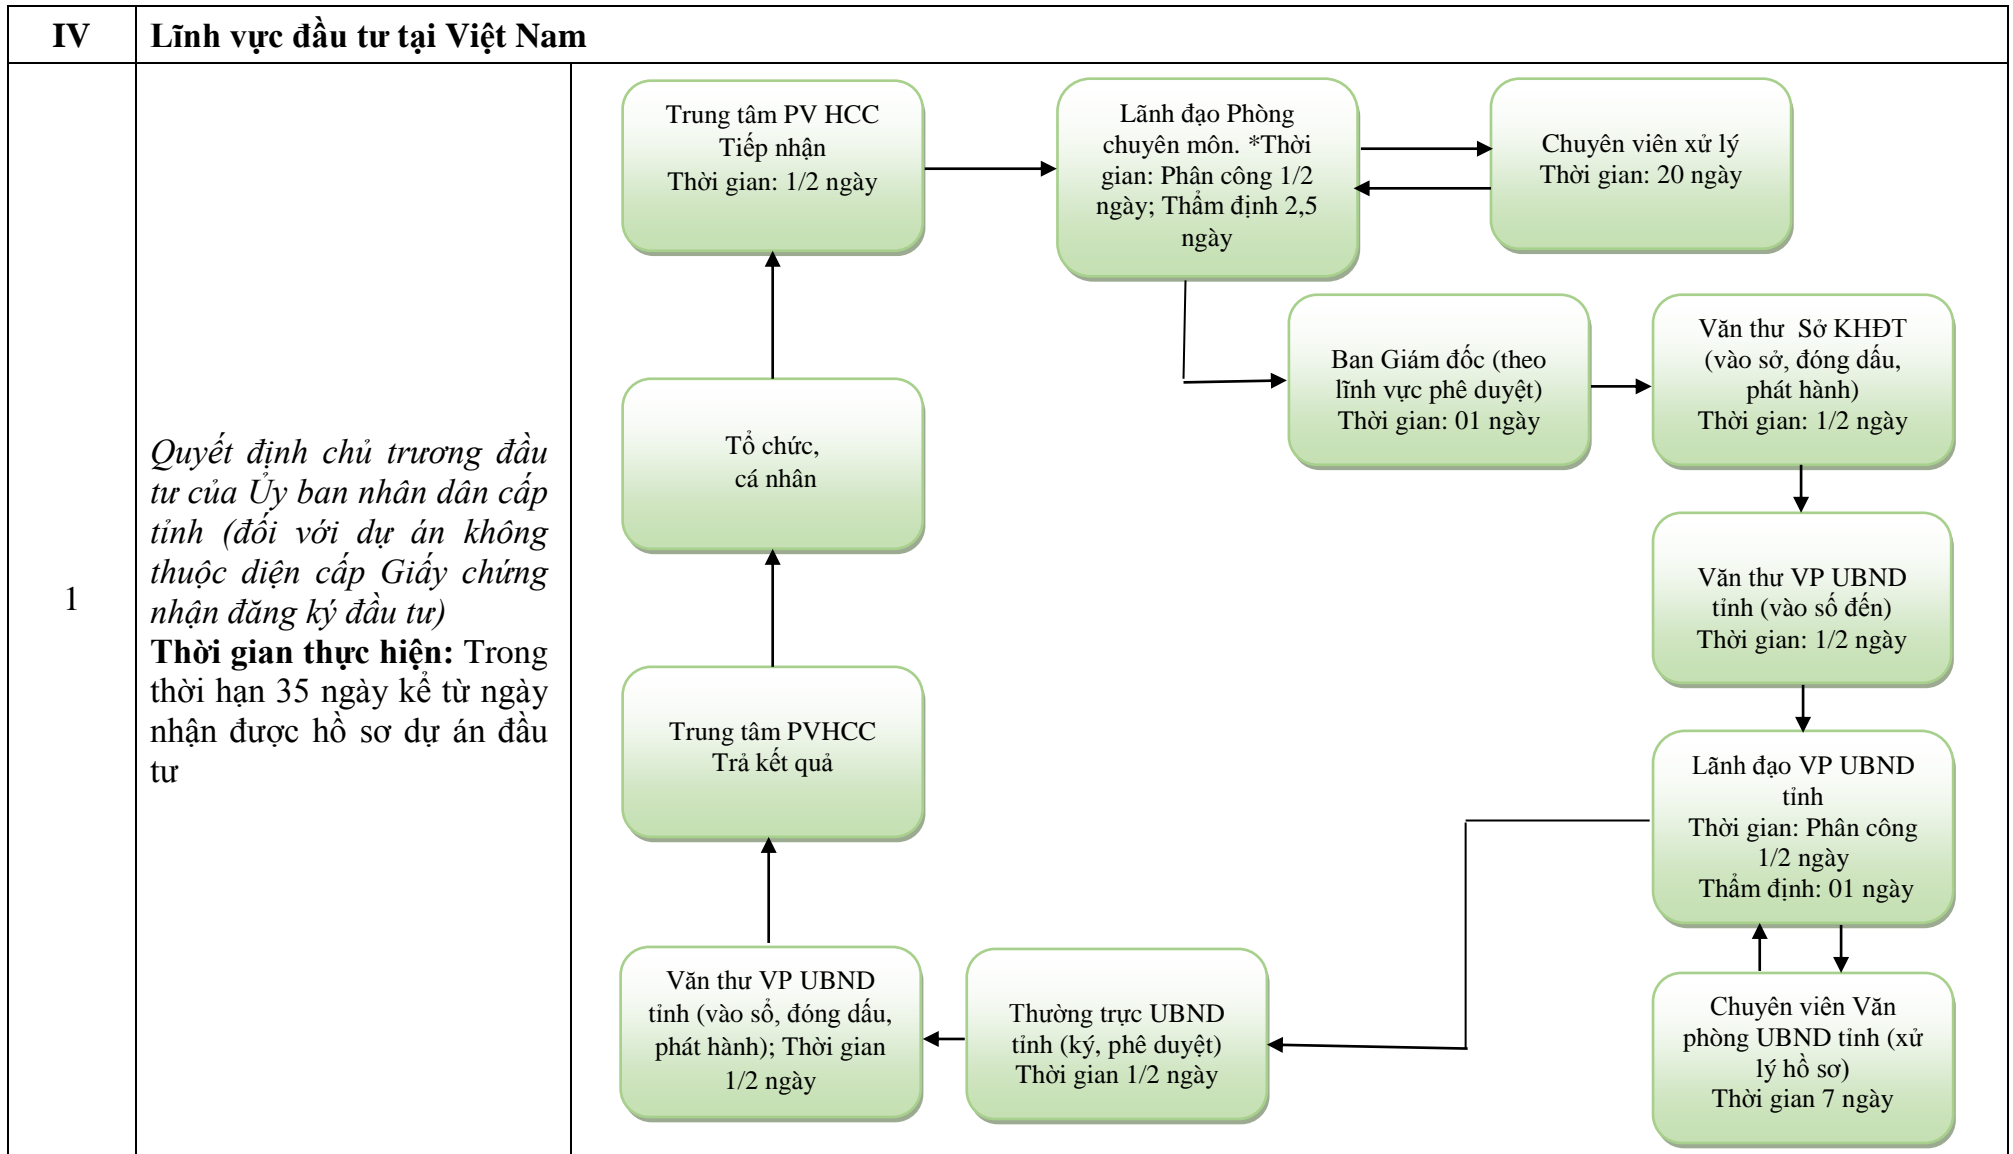 IV
Lĩnh vực đầu tư tại Việt Nam
1
Quyết định chủ trương đầu
tư của Ủy ban nhân dân cấp
tỉnh (đối với dự án không
thuộc diện cấp Giấy chứng
nhận đăng ký đầu tư)
Thời gian thực hiện: Trong
thời hạn 35 ngày kể từ ngày
nhận được hồ sơ dự án đầu
tư
Trung tâm PV HCC
Tiếp nhận
Thời gian: 1/2 ngày
Lãnh đạo Phòng
chuyên môn. *Thời
gian: Phân công 1/2
ngày; Thẩm định 2,5
ngày
Chuyên viên xử lý
Thời gian: 20 ngày
Ban Giám đốc (theo
lĩnh vực phê duyệt)
Thời gian: 01 ngày
Văn thư  Sở KHĐT
(vào sở, đóng dấu,
phát hành)
Thời gian: 1/2 ngày
Văn thư VP UBND
tỉnh (vào số đến)
Thời gian: 1/2 ngày
Lãnh đạo VP UBND
tỉnh
Thời gian: Phân công
1/2 ngày
Thẩm định: 01 ngày
Chuyên viên Văn
phòng UBND tỉnh (xử
lý hồ sơ)
Thời gian 7 ngày
Thường trực UBND
tỉnh (ký, phê duyệt)
Thời gian 1/2 ngày
Văn thư VP UBND
tỉnh (vào sổ, đóng dấu,
phát hành); Thời gian
1/2 ngày
Trung tâm PVHCC
Trả kết quả
Tổ chức,
cá nhân